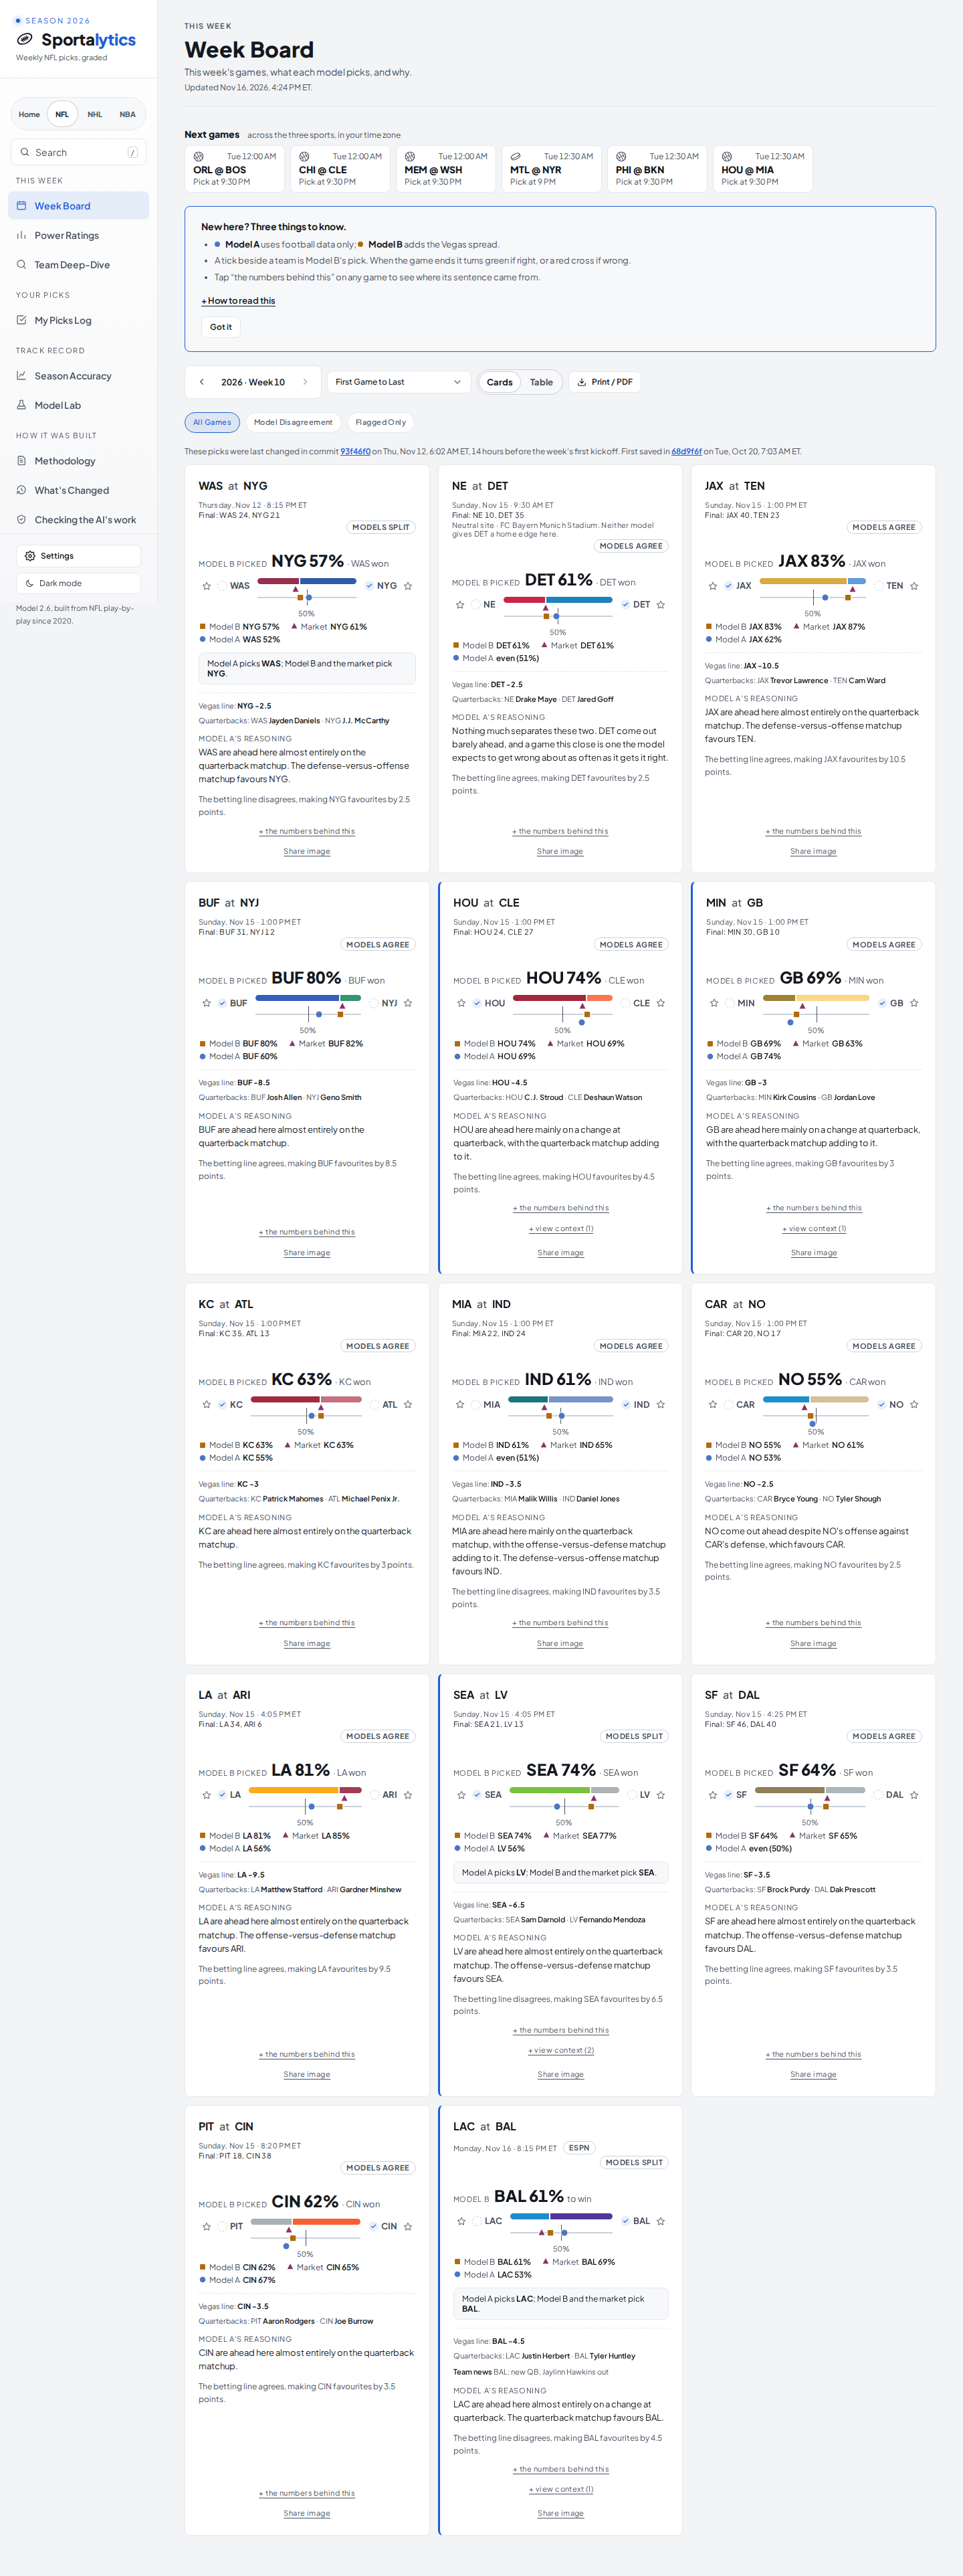 SEASON 2026
Sportalytics
Weekly NFL picks, graded
Home NFL NHL NBA
Search /
THIS WEEK
Week Board
Power Ratings
Team Deep-Dive
YOUR PICKS
My Picks Log
TRACK RECORD
Season Accuracy
Model Lab
HOW IT WAS BUILT
Methodology
What's Changed
Checking the AI's work
Settings
Dark mode
Model 2.6, built from NFL play-by-
play since 2020.
THIS WEEK
Week Board
This week's games, what each model picks, and why.
Updated Nov 16, 2026, 4:24 PM ET.
Next games across the three sports, in your time zone
Tue 12:00 AM
ORL @ BOS
Pick at 9:30 PM
Tue 12:00 AM
CHI @ CLE
Pick at 9:30 PM
Tue 12:00 AM
MEM @ WSH
Pick at 9:30 PM
Tue 12:30 AM
MTL @ NYR
Pick at 9 PM
Tue 12:30 AM
PHI @ BKN
Pick at 9:30 PM
Tue 12:30 AM
HOU @ MIA
Pick at 9:30 PM
New here? Three things to know.
Model A uses football data only; Model B adds the Vegas spread.
A tick beside a team is Model B's pick. When the game ends it turns green if right, or a red cross if wrong.
Tap "the numbers behind this" on any game to see where its sentence came from.
+ How to read this
Got it
2026 · Week 10
First Game to Last
Cards Table
Print / PDF
All Games Model Disagreement Flagged Only
These picks were last changed in commit 93f46f0 on Thu, Nov 12, 6:02 AM ET, 14 hours before the week's first kickoff. First saved in 68d9f6f on Tue, Oct 20, 7:03 AM ET.
WAS at NYG
Thursday, Nov 12 · 8:15 PM ET
Final: WAS 24, NYG 21
MODELS SPLIT
MODEL B PICKED NYG 57% · WAS won
WAS NYG
50%
Model B NYG 57% Market NYG 61%
Model A WAS 52%
Model A picks WAS; Model B and the market pick
NYG.
Vegas line: NYG -2.5
Quarterbacks: WAS Jayden Daniels · NYG J.J. McCarthy
MODEL A'S REASONING
WAS are ahead here almost entirely on the
quarterback matchup. The defense-versus-offense
matchup favours NYG.
The betting line disagrees, making NYG favourites by 2.5
points.
+ the numbers behind this
Share image
NE at DET
Sunday, Nov 15 · 9:30 AM ET
Final: NE 10, DET 35
Neutral site · FC Bayern Munich Stadium. Neither model
gives DET a home edge here.
MODELS AGREE
MODEL B PICKED DET 61% · DET won
NE DET
50%
Model B DET 61% Market DET 61%
Model A even (51%)
Vegas line: DET -2.5
Quarterbacks: NE Drake Maye · DET Jared Goff
MODEL A'S REASONING
Nothing much separates these two. DET come out
barely ahead, and a game this close is one the model
expects to get wrong about as often as it gets it right.
The betting line agrees, making DET favourites by 2.5
points.
+ the numbers behind this
Share image
JAX at TEN
Sunday, Nov 15 · 1:00 PM ET
Final: JAX 40, TEN 23
MODELS AGREE
MODEL B PICKED JAX 83% · JAX won
JAX TEN
50%
Model B JAX 83% Market JAX 87%
Model A JAX 62%
Vegas line: JAX -10.5
Quarterbacks: JAX Trevor Lawrence · TEN Cam Ward
MODEL A'S REASONING
JAX are ahead here almost entirely on the quarterback
matchup. The defense-versus-offense matchup
favours TEN.
The betting line agrees, making JAX favourites by 10.5
points.
+ the numbers behind this
Share image
BUF at NYJ
Sunday, Nov 15 · 1:00 PM ET
Final: BUF 31, NYJ 12
MODELS AGREE
MODEL B PICKED BUF 80% · BUF won
BUF NYJ
50%
Model B BUF 80% Market BUF 82%
Model A BUF 60%
Vegas line: BUF -8.5
Quarterbacks: BUF Josh Allen · NYJ Geno Smith
MODEL A'S REASONING
BUF are ahead here almost entirely on the
quarterback matchup.
The betting line agrees, making BUF favourites by 8.5
points.
+ the numbers behind this
Share image
HOU at CLE
Sunday, Nov 15 · 1:00 PM ET
Final: HOU 24, CLE 27
MODELS AGREE
MODEL B PICKED HOU 74% · CLE won
HOU CLE
50%
Model B HOU 74% Market HOU 69%
Model A HOU 69%
Vegas line: HOU -4.5
Quarterbacks: HOU C.J. Stroud · CLE Deshaun Watson
MODEL A'S REASONING
HOU are ahead here mainly on a change at
quarterback, with the quarterback matchup adding
to it.
The betting line agrees, making HOU favourites by 4.5
points.
+ the numbers behind this
+ view context (1)
Share image
MIN at GB
Sunday, Nov 15 · 1:00 PM ET
Final: MIN 30, GB 10
MODELS AGREE
MODEL B PICKED GB 69% · MIN won
MIN GB
50%
Model B GB 69% Market GB 63%
Model A GB 74%
Vegas line: GB -3
Quarterbacks: MIN Kirk Cousins · GB Jordan Love
MODEL A'S REASONING
GB are ahead here mainly on a change at quarterback,
with the quarterback matchup adding to it.
The betting line agrees, making GB favourites by 3
points.
+ the numbers behind this
+ view context (1)
Share image
KC at ATL
Sunday, Nov 15 · 1:00 PM ET
Final: KC 35, ATL 13
MODELS AGREE
MODEL B PICKED KC 63% · KC won
KC ATL
50%
Model B KC 63% Market KC 63%
Model A KC 55%
Vegas line: KC -3
Quarterbacks: KC Patrick Mahomes · ATL Michael Penix Jr.
MODEL A'S REASONING
KC are ahead here almost entirely on the quarterback
matchup.
The betting line agrees, making KC favourites by 3 points.
+ the numbers behind this
Share image
MIA at IND
Sunday, Nov 15 · 1:00 PM ET
Final: MIA 22, IND 24
MODELS AGREE
MODEL B PICKED IND 61% · IND won
MIA IND
50%
Model B IND 61% Market IND 65%
Model A even (51%)
Vegas line: IND -3.5
Quarterbacks: MIA Malik Willis · IND Daniel Jones
MODEL A'S REASONING
MIA are ahead here mainly on the quarterback
matchup, with the defense-versus-offense matchup
adding to it. The defense-versus-offense matchup
favours IND.
The betting line disagrees, making IND favourites by 3.5
points.
+ the numbers behind this
Share image
CAR at NO
Sunday, Nov 15 · 1:00 PM ET
Final: CAR 20, NO 17
MODELS AGREE
MODEL B PICKED NO 55% · CAR won
CAR NO
50%
Model B NO 55% Market NO 61%
Model A NO 53%
Vegas line: NO -2.5
Quarterbacks: CAR Bryce Young · NO Tyler Shough
MODEL A'S REASONING
NO come out ahead despite NO's offense against
CAR's defense, which favours CAR.
The betting line agrees, making NO favourites by 2.5
points.
+ the numbers behind this
Share image
LA at ARI
Sunday, Nov 15 · 4:05 PM ET
Final: LA 34, ARI 6
MODELS AGREE
MODEL B PICKED LA 81% · LA won
LA ARI
50%
Model B LA 81% Market LA 85%
Model A LA 56%
Vegas line: LA -9.5
Quarterbacks: LA Matthew Stafford · ARI Gardner Minshew
MODEL A'S REASONING
LA are ahead here almost entirely on the quarterback
matchup. The offense-versus-defense matchup
favours ARI.
The betting line agrees, making LA favourites by 9.5
points.
+ the numbers behind this
Share image
SEA at LV
Sunday, Nov 15 · 4:05 PM ET
Final: SEA 21, LV 13
MODELS SPLIT
MODEL B PICKED SEA 74% · SEA won
SEA LV
50%
Model B SEA 74% Market SEA 77%
Model A LV 56%
Model A picks LV; Model B and the market pick SEA.
Vegas line: SEA -6.5
Quarterbacks: SEA Sam Darnold · LV Fernando Mendoza
MODEL A'S REASONING
LV are ahead here almost entirely on the quarterback
matchup. The offense-versus-defense matchup
favours SEA.
The betting line disagrees, making SEA favourites by 6.5
points.
+ the numbers behind this
+ view context (2)
Share image
SF at DAL
Sunday, Nov 15 · 4:25 PM ET
Final: SF 46, DAL 40
MODELS AGREE
MODEL B PICKED SF 64% · SF won
SF DAL
50%
Model B SF 64% Market SF 65%
Model A even (50%)
Vegas line: SF -3.5
Quarterbacks: SF Brock Purdy · DAL Dak Prescott
MODEL A'S REASONING
SF are ahead here almost entirely on the quarterback
matchup. The offense-versus-defense matchup
favours DAL.
The betting line agrees, making SF favourites by 3.5
points.
+ the numbers behind this
Share image
PIT at CIN
Sunday, Nov 15 · 8:20 PM ET
Final: PIT 18, CIN 38
MODELS AGREE
MODEL B PICKED CIN 62% · CIN won
PIT CIN
50%
Model B CIN 62% Market CIN 65%
Model A CIN 67%
Vegas line: CIN -3.5
Quarterbacks: PIT Aaron Rodgers · CIN Joe Burrow
MODEL A'S REASONING
CIN are ahead here almost entirely on the quarterback
matchup.
The betting line agrees, making CIN favourites by 3.5
points.
+ the numbers behind this
Share image
LAC at BAL
Monday, Nov 16 · 8:15 PM ET ESPN
MODELS SPLIT
MODEL B BAL 61% to win
LAC BAL
50%
Model B BAL 61% Market BAL 69%
Model A LAC 53%
Model A picks LAC; Model B and the market pick
BAL.
Vegas line: BAL -4.5
Quarterbacks: LAC Justin Herbert · BAL Tyler Huntley
Team news BAL: new QB, Jaylinn Hawkins out
MODEL A'S REASONING
LAC are ahead here almost entirely on a change at
quarterback. The quarterback matchup favours BAL.
The betting line disagrees, making BAL favourites by 4.5
points.
+ the numbers behind this
+ view context (1)
Share image